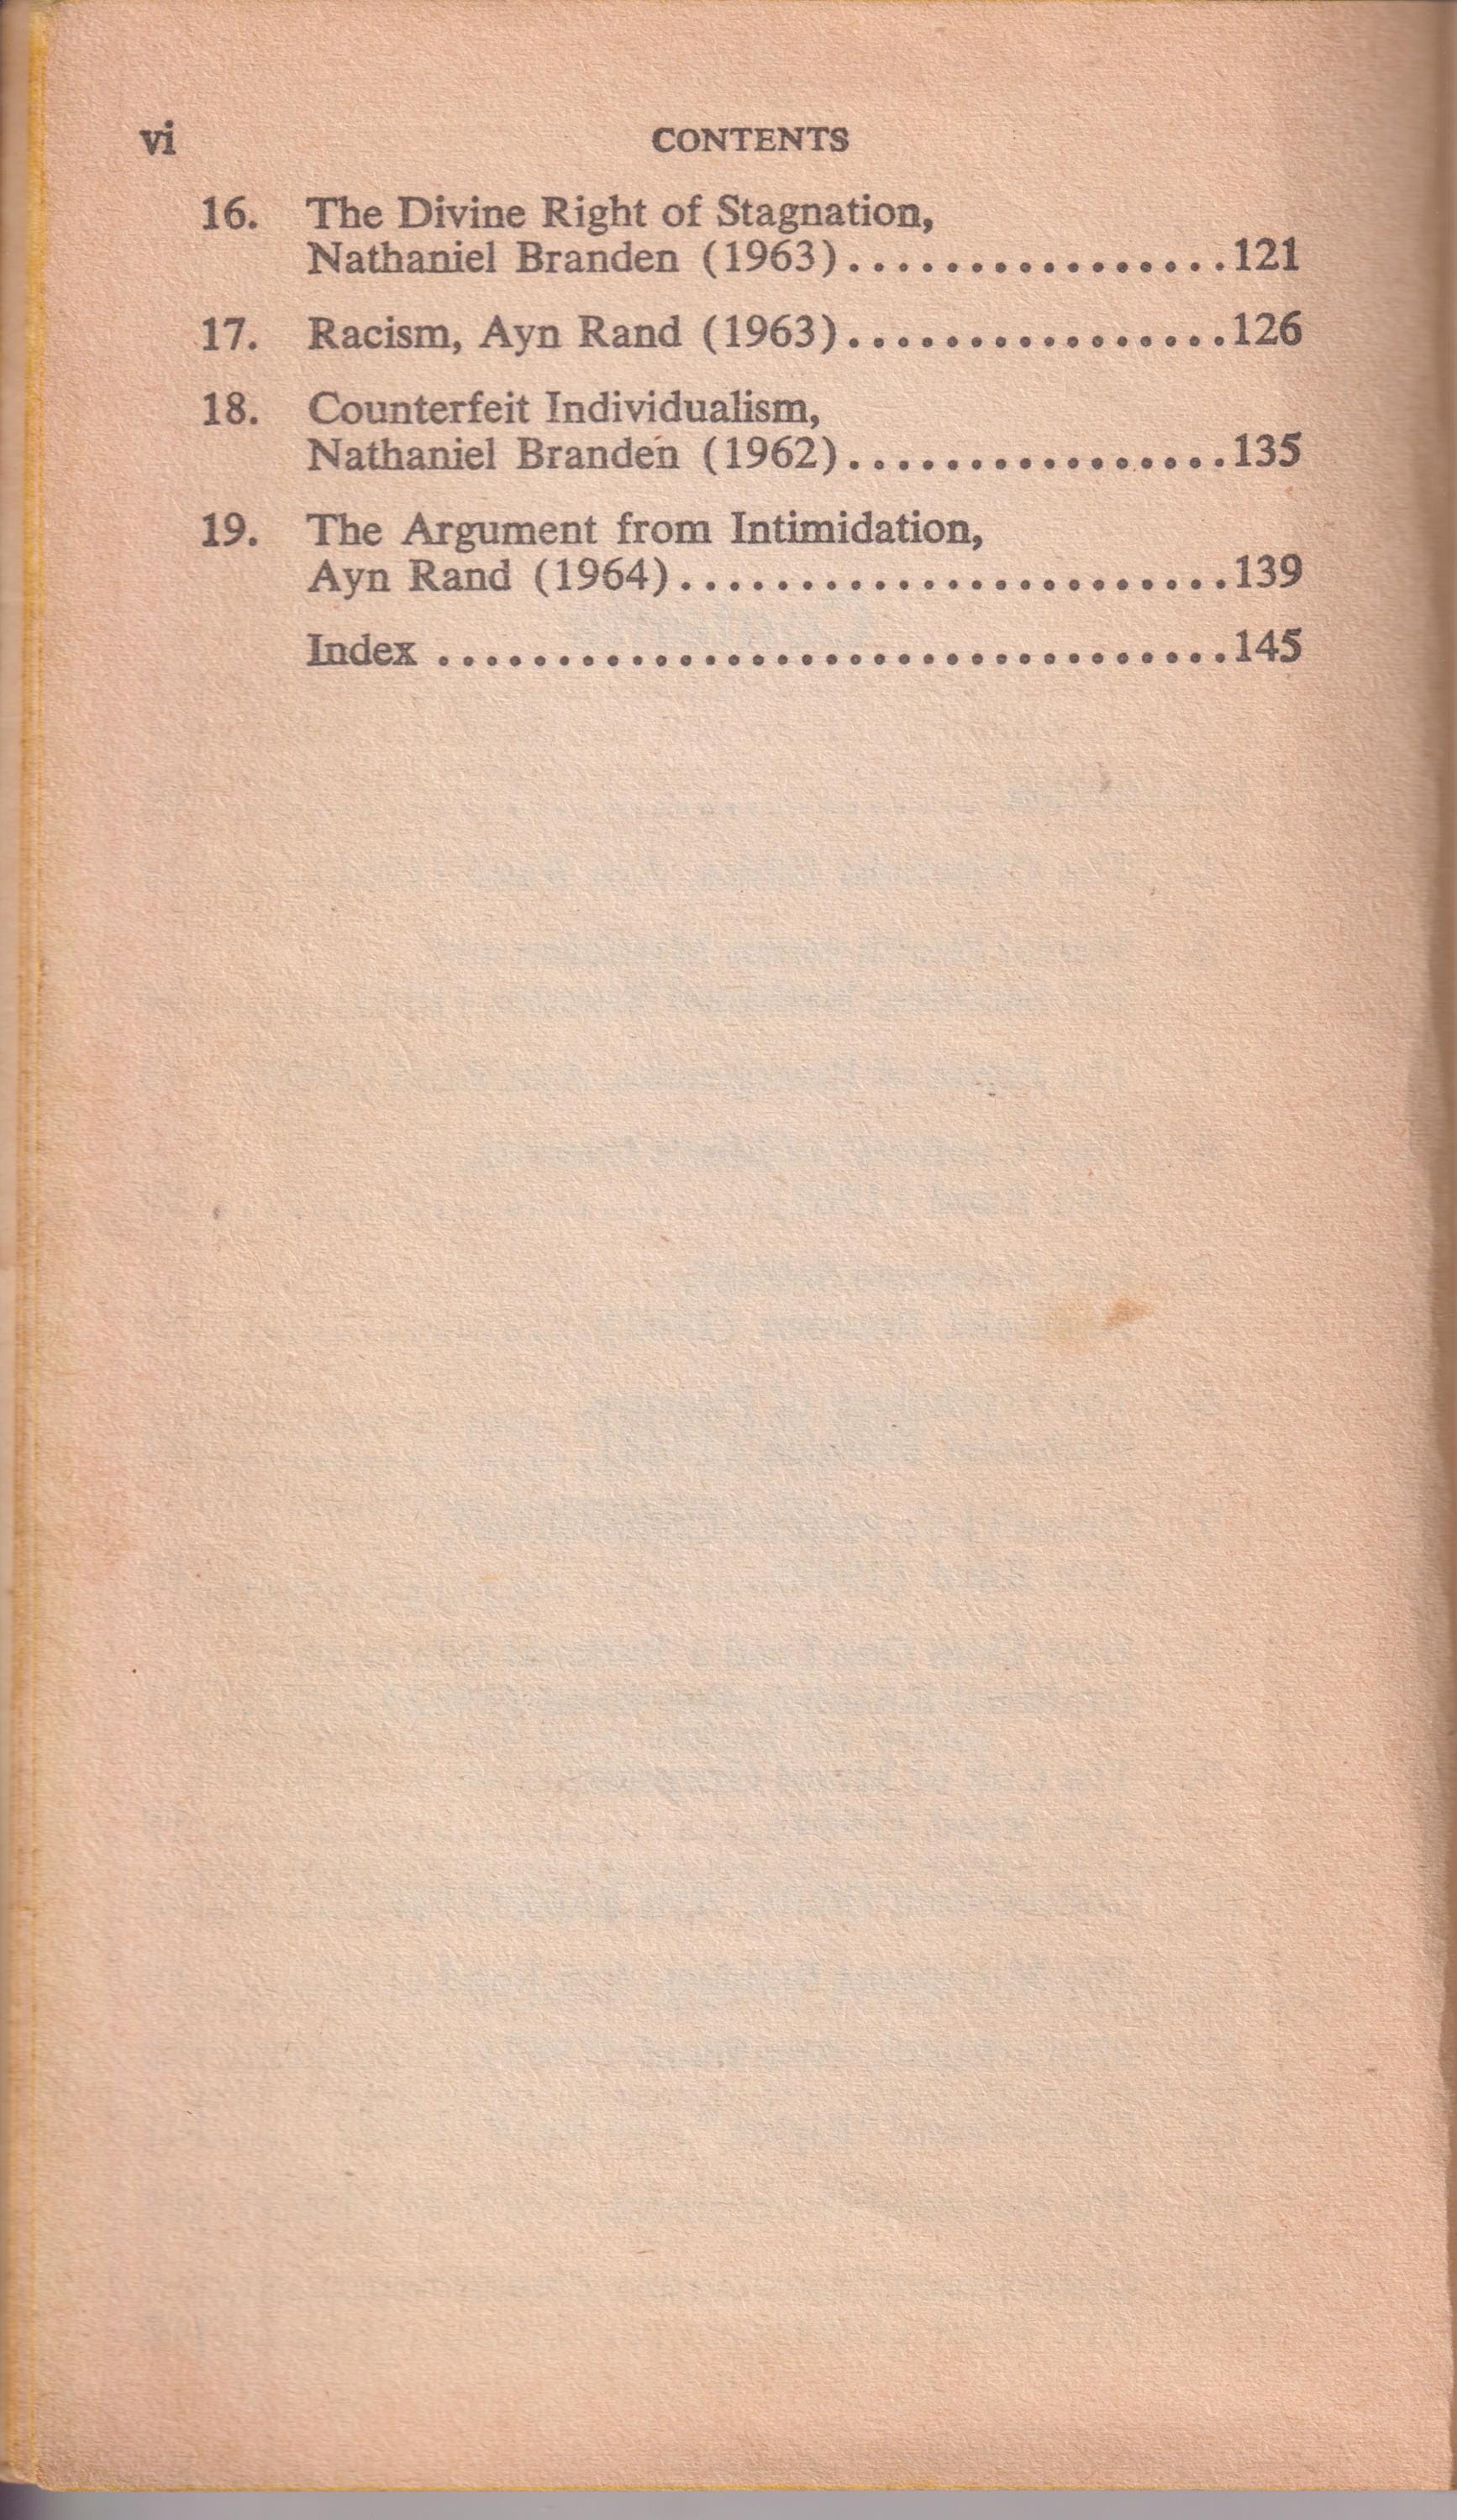 vi CONTENTS
16. The Divine Right of Stagnation,
Nathaniel Branden (1963)................121
17. Racism, Ayn Rand (1963)................126
18. Counterfeit Individualism,
Nathaniel Branden (1962)................135
19. The Argument from Intimidation,
Ayn Rand (1964).......................139
Index .................................145